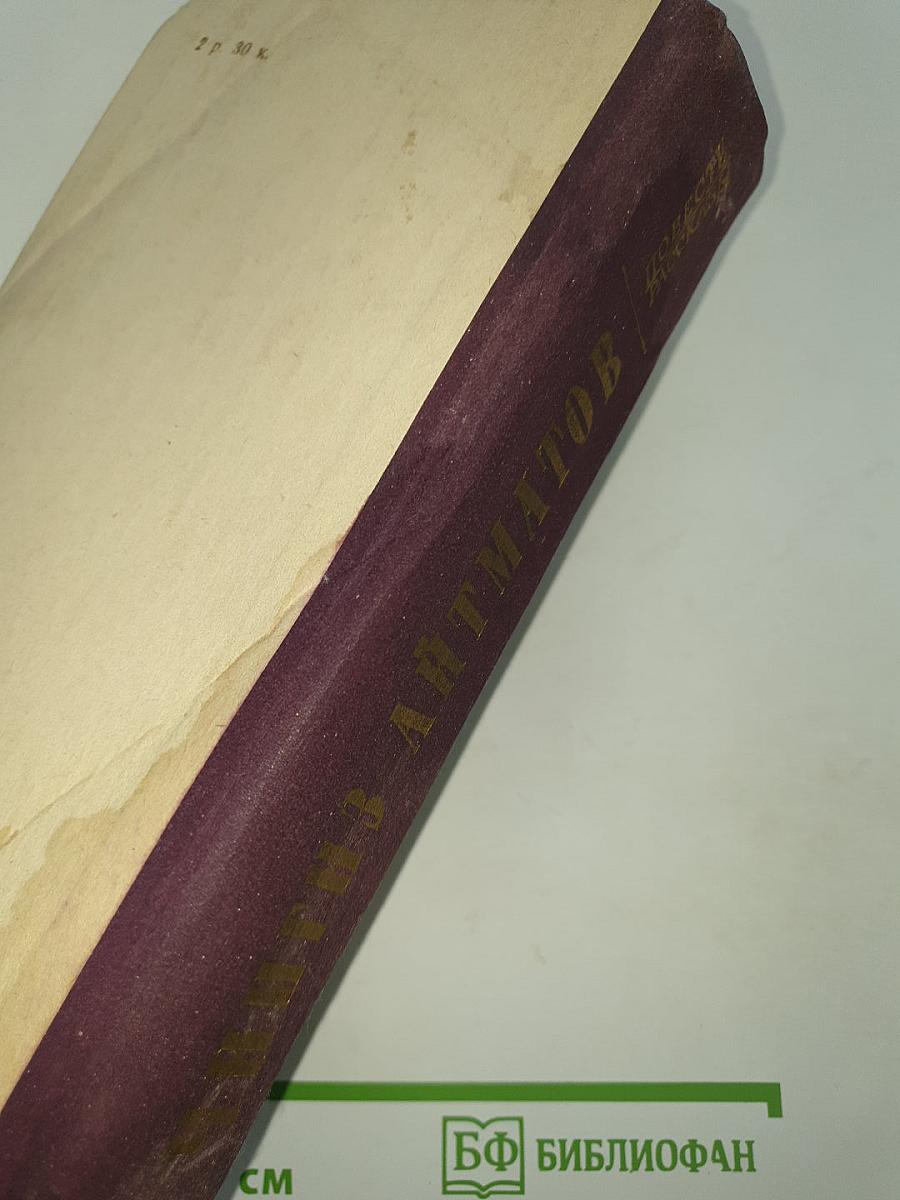 2 р. 30 к.
ЧИНГИЗ АЙТМАТОВ
ПОВЕСТИ
см
БФ БИБЛИОФАН